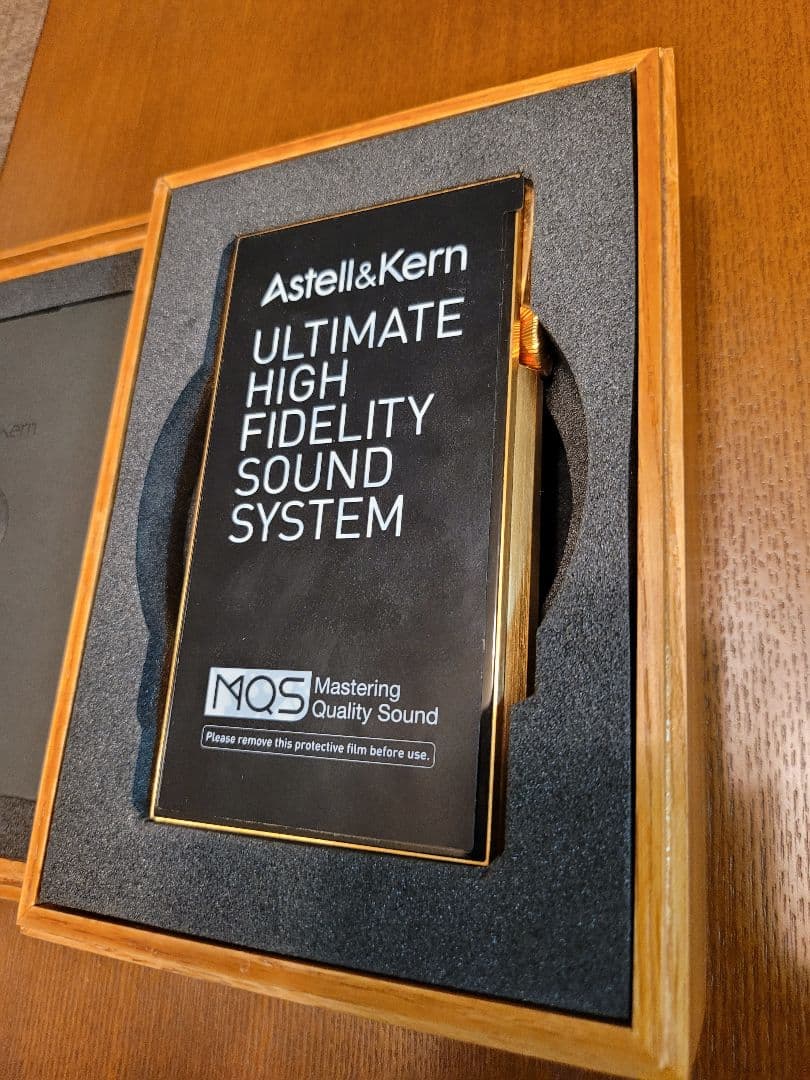 Astell&Kern
ULTIMATE
HIGH
FIDELITY
SOUND
SYSTEM
MQS Mastering
Quality Sound
Please remove this protective film before use.